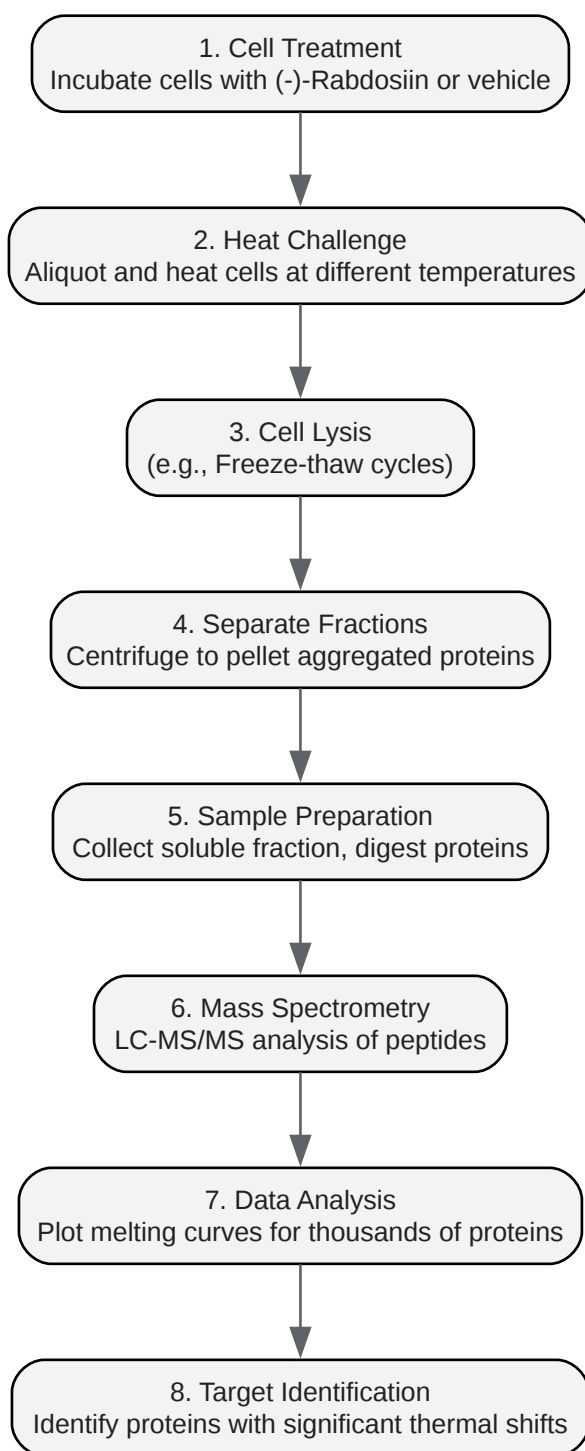 1. Cell Treatment
Incubate cells with (-)-Rabdosiin or vehicle
2. Heat Challenge
Aliquot and heat cells at different temperatures
3. Cell Lysis
(e.g., Freeze-thaw cycles)
4. Separate Fractions
Centrifuge to pellet aggregated proteins
5. Sample Preparation
Collect soluble fraction, digest proteins
6. Mass Spectrometry
LC-MS/MS analysis of peptides
7. Data Analysis
Plot melting curves for thousands of proteins
8. Target Identification
Identify proteins with significant thermal shifts